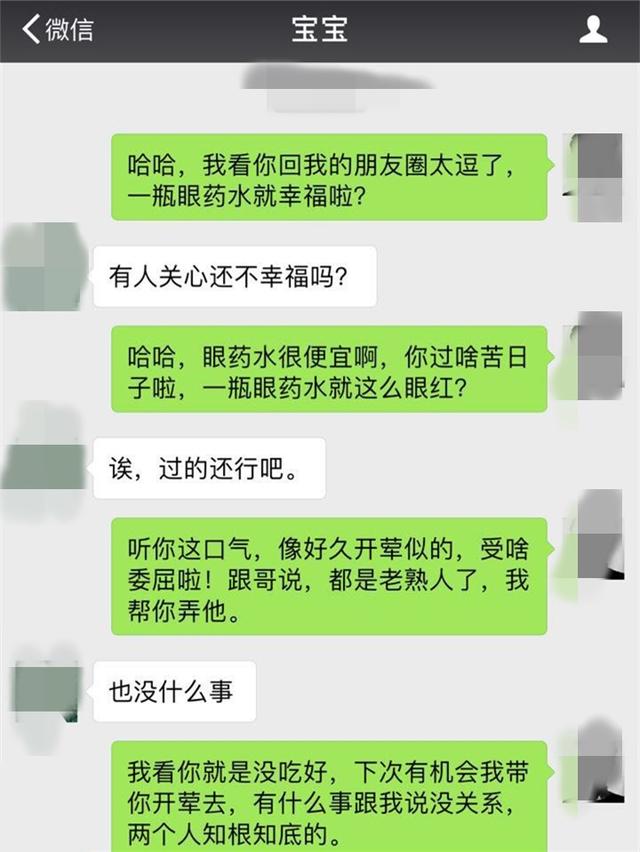 微信
宝宝
哈哈，我看你回我的朋友圈太逗了，
一瓶眼药水就幸福啦？
有人关心还不幸福吗？
哈哈，眼药水很便宜啊，你过啥苦日
子啦，一瓶眼药水就这么眼红？
诶，过的还行吧。
听你这口气，像好久开荤似的，受啥
委屈啦！跟哥说，都是老熟人了，我
帮你弄他。
也没什么事
我看你就是没吃好，下次有机会我带
你开荤去，有什么事跟我说没关系，
两个人知根知底的。